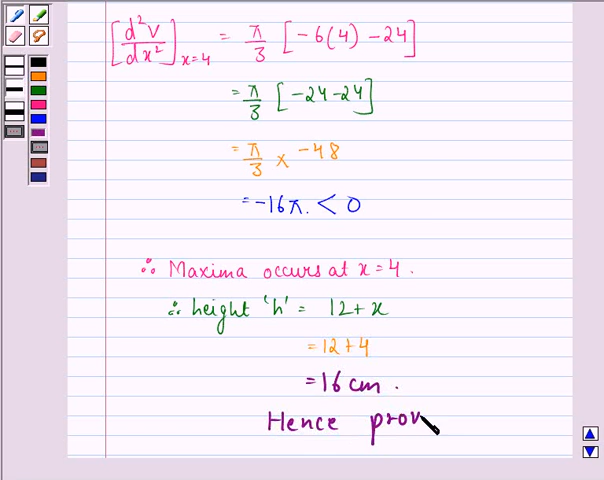 [d²V/dx²]x=4 = π/3 [-6(4) -24]
= π/3 [-24-24]
= π/3 x -48
= -16π. < 0
∴ Maxima occurs at x=4.
∴ height 'h' = 12+x
= 12+4
= 16 cm.
Hence prov